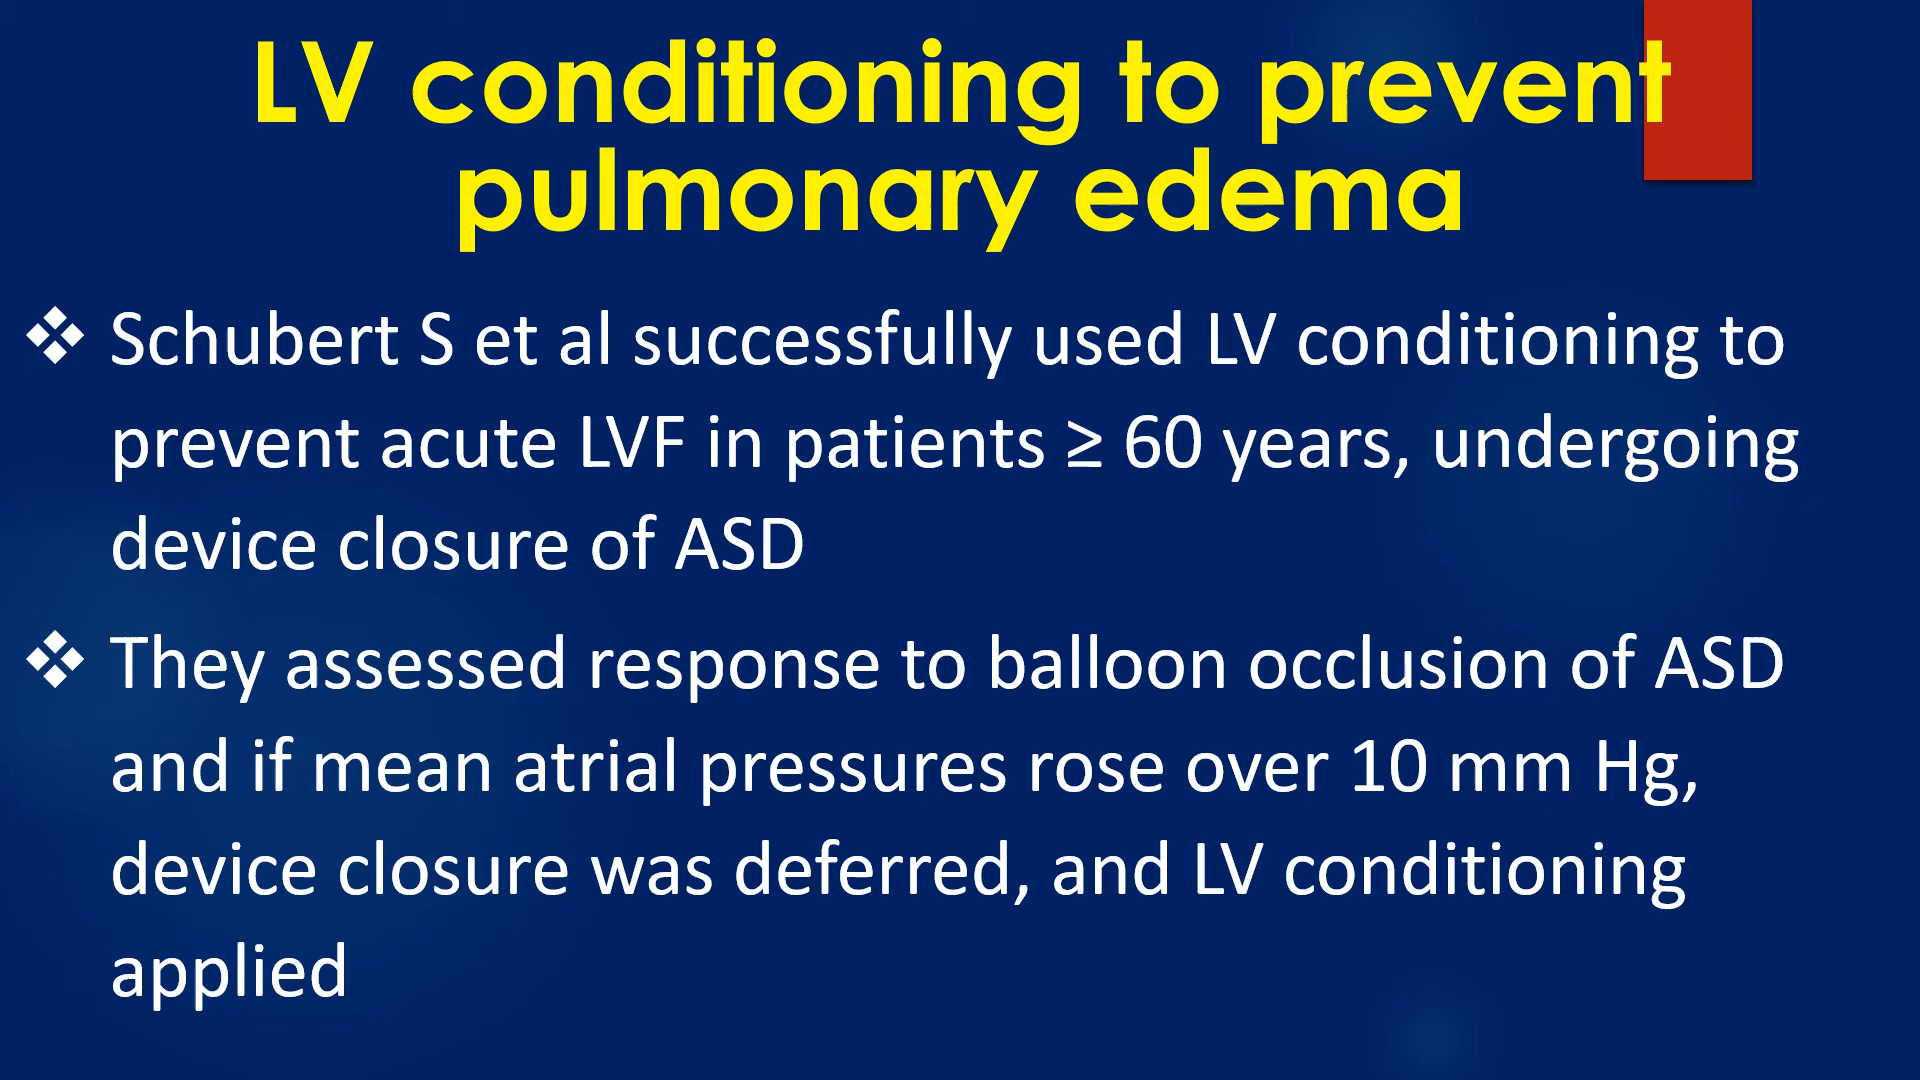 LV conditioning to prevent
pulmonary edema
❖ Schubert S et al successfully used LV conditioning to
prevent acute LVF in patients ≥ 60 years, undergoing
device closure of ASD
❖ They assessed response to balloon occlusion of ASD
and if mean atrial pressures rose over 10 mm Hg,
device closure was deferred, and LV conditioning
applied